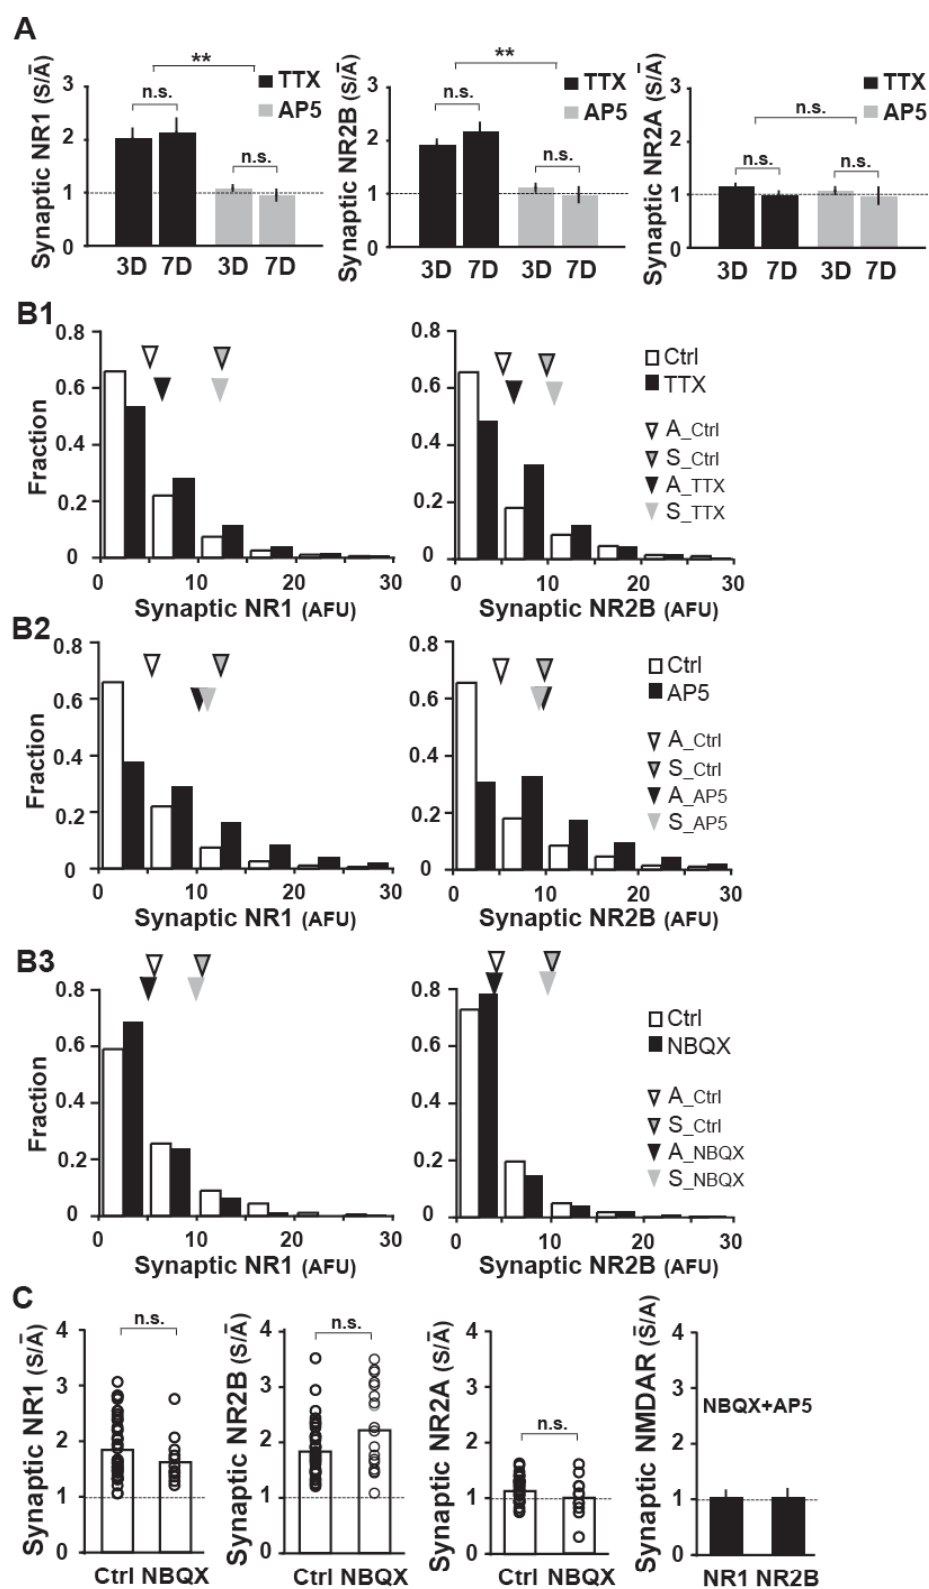 A
Synaptic NR1 (S/Ā)
3
2
1
0
**
n.s.
n.s.
TTX
AP5
3D 7D 3D 7D
Synaptic NR2B (S/Ā)
3
2
1
0
**
n.s.
n.s.
TTX
AP5
3D 7D 3D 7D
Synaptic NR2A (S/Ā)
3
2
1
0
n.s.
n.s.
n.s.
TTX
AP5
3D 7D 3D 7D
B1
Fraction
0.8
0.6
0.4
0.2
0
0 10 20 30
Synaptic NR1 (AFU)
0.8
0.6
0.4
0.2
0
0 10 20 30
Synaptic NR2B (AFU)
Ctrl
TTX
A_Ctrl
S_Ctrl
A_TTX
S_TTX
B2
Fraction
0.8
0.6
0.4
0.2
0
0 10 20 30
Synaptic NR1 (AFU)
0.8
0.6
0.4
0.2
0
0 10 20 30
Synaptic NR2B (AFU)
Ctrl
AP5
A_Ctrl
S_Ctrl
A_AP5
S_AP5
B3
Fraction
0.8
0.6
0.4
0.2
0
0 10 20 30
Synaptic NR1 (AFU)
0.8
0.6
0.4
0.2
0
0 10 20 30
Synaptic NR2B (AFU)
Ctrl
NBQX
A_Ctrl
S_Ctrl
A_NBQX
S_NBQX
C
Synaptic NR1 (S/Ā)
4
3
2
1
0
n.s.
Ctrl NBQX
Synaptic NR2B (S/Ā)
4
3
2
1
0
n.s.
Ctrl NBQX
Synaptic NR2A (S/Ā)
4
3
2
1
0
n.s.
Ctrl NBQX
Synaptic NMDAR (S/Ā)
4
3
2
1
0
NBQX+AP5
NR1 NR2B